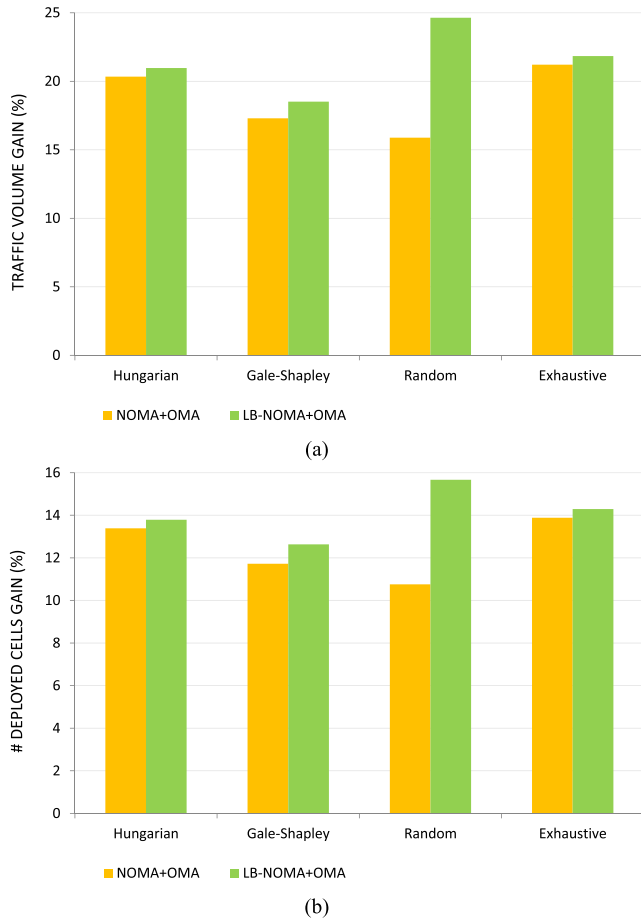 TRAFFIC VOLUME GAIN (%)
25
20
15
10
5
0
Hungarian Gale-Shapley Random Exhaustive
NOMA+OMA LB-NOMA+OMA
(a)
# DEPLOYED CELLS GAIN (%)
16
14
12
10
8
6
4
2
0
Hungarian Gale-Shapley Random Exhaustive
NOMA+OMA LB-NOMA+OMA
(b)